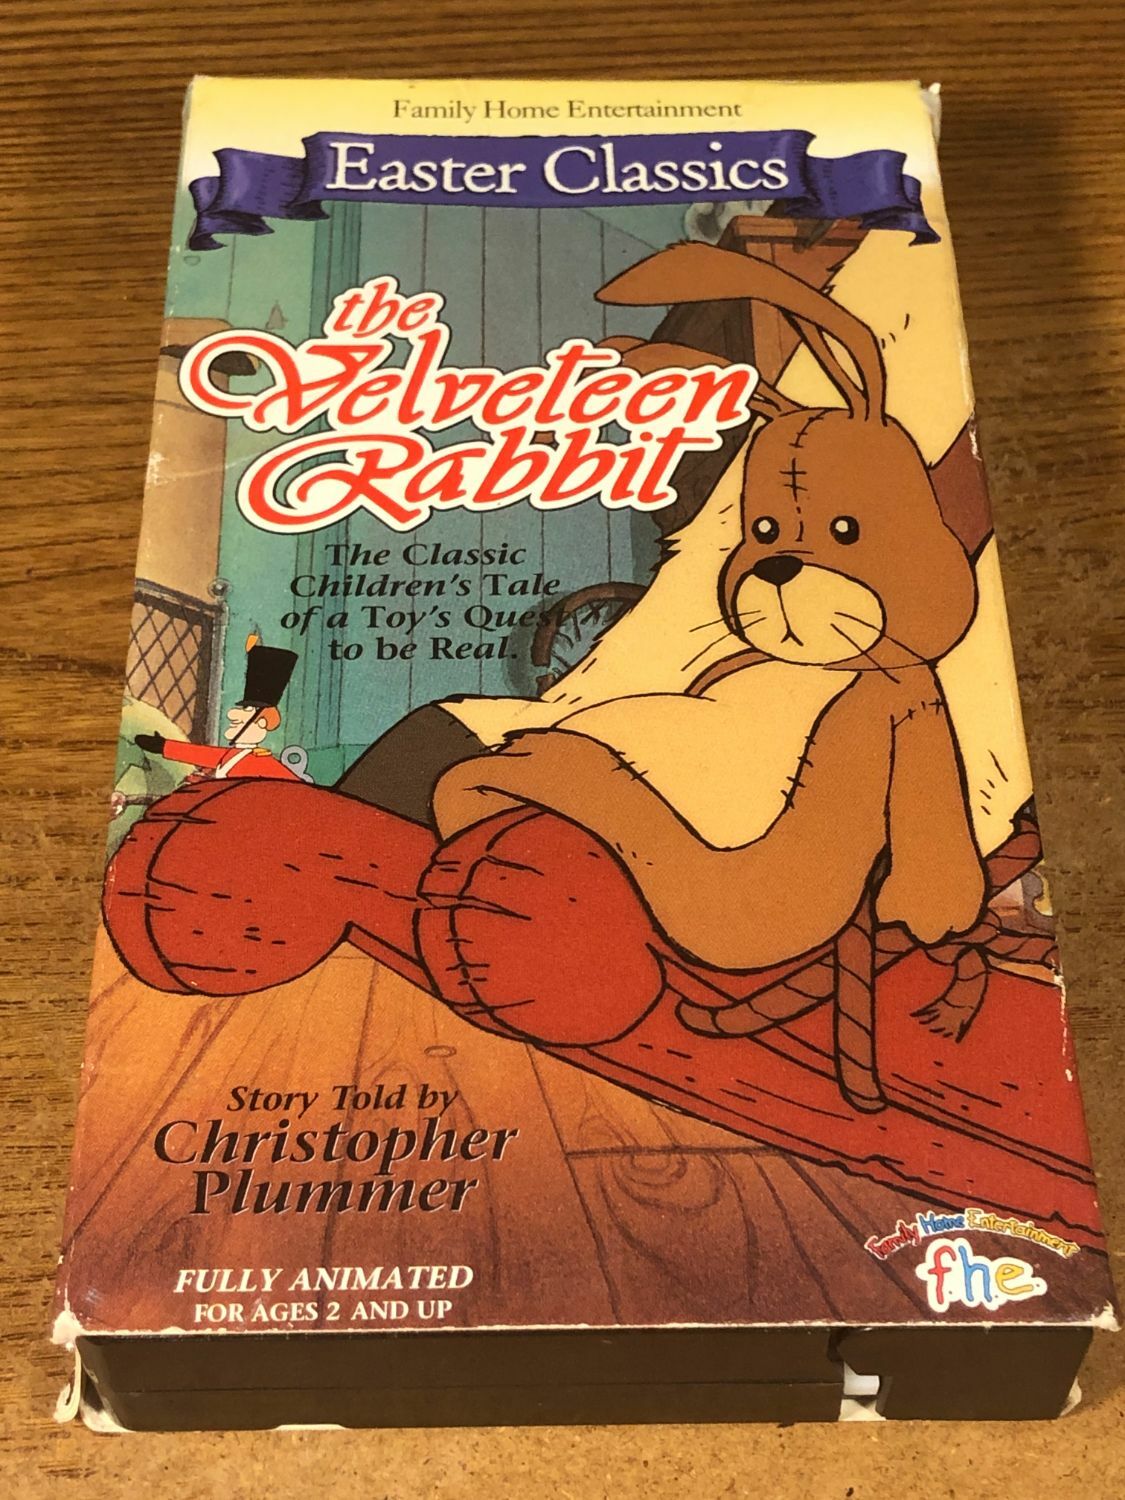 Family Home Entertainment
Easter Classics
the
Velveteen
Rabbit
The Classic
Children's Tale
of a Toy's Quest
to be Real.
Story Told by
Christopher
Plummer
FULLY ANIMATED
FOR AGES 2 AND UP
Family Home Entertainment
f.h.e.